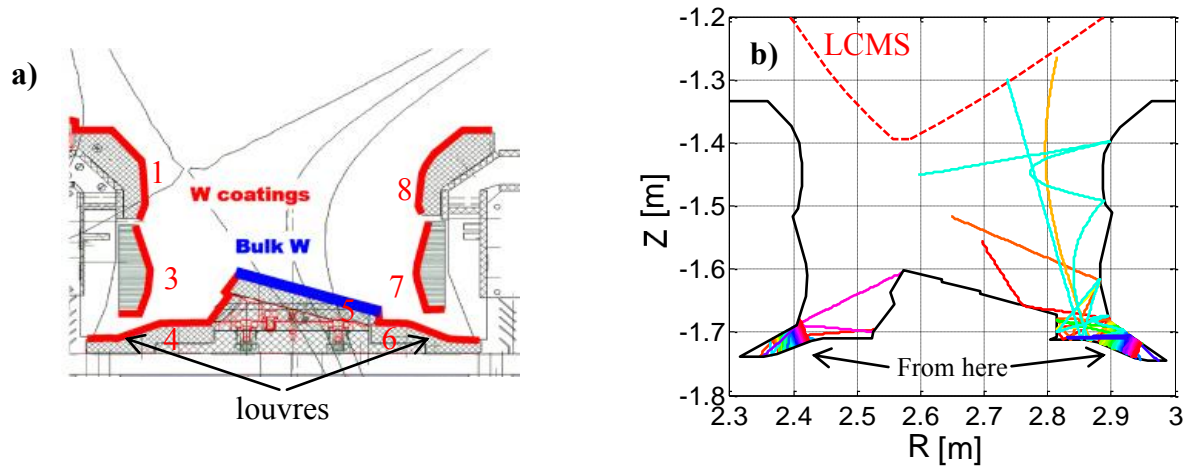 a)
1
8
W coatings
Bulk W
3
7
5
4
6
louvres
b)
LCMS
From here
-1.2
-1.3
-1.4
-1.5
-1.6
-1.7
-1.8
Z [m]
2.3 2.4 2.5 2.6 2.7 2.8 2.9 3
R [m]